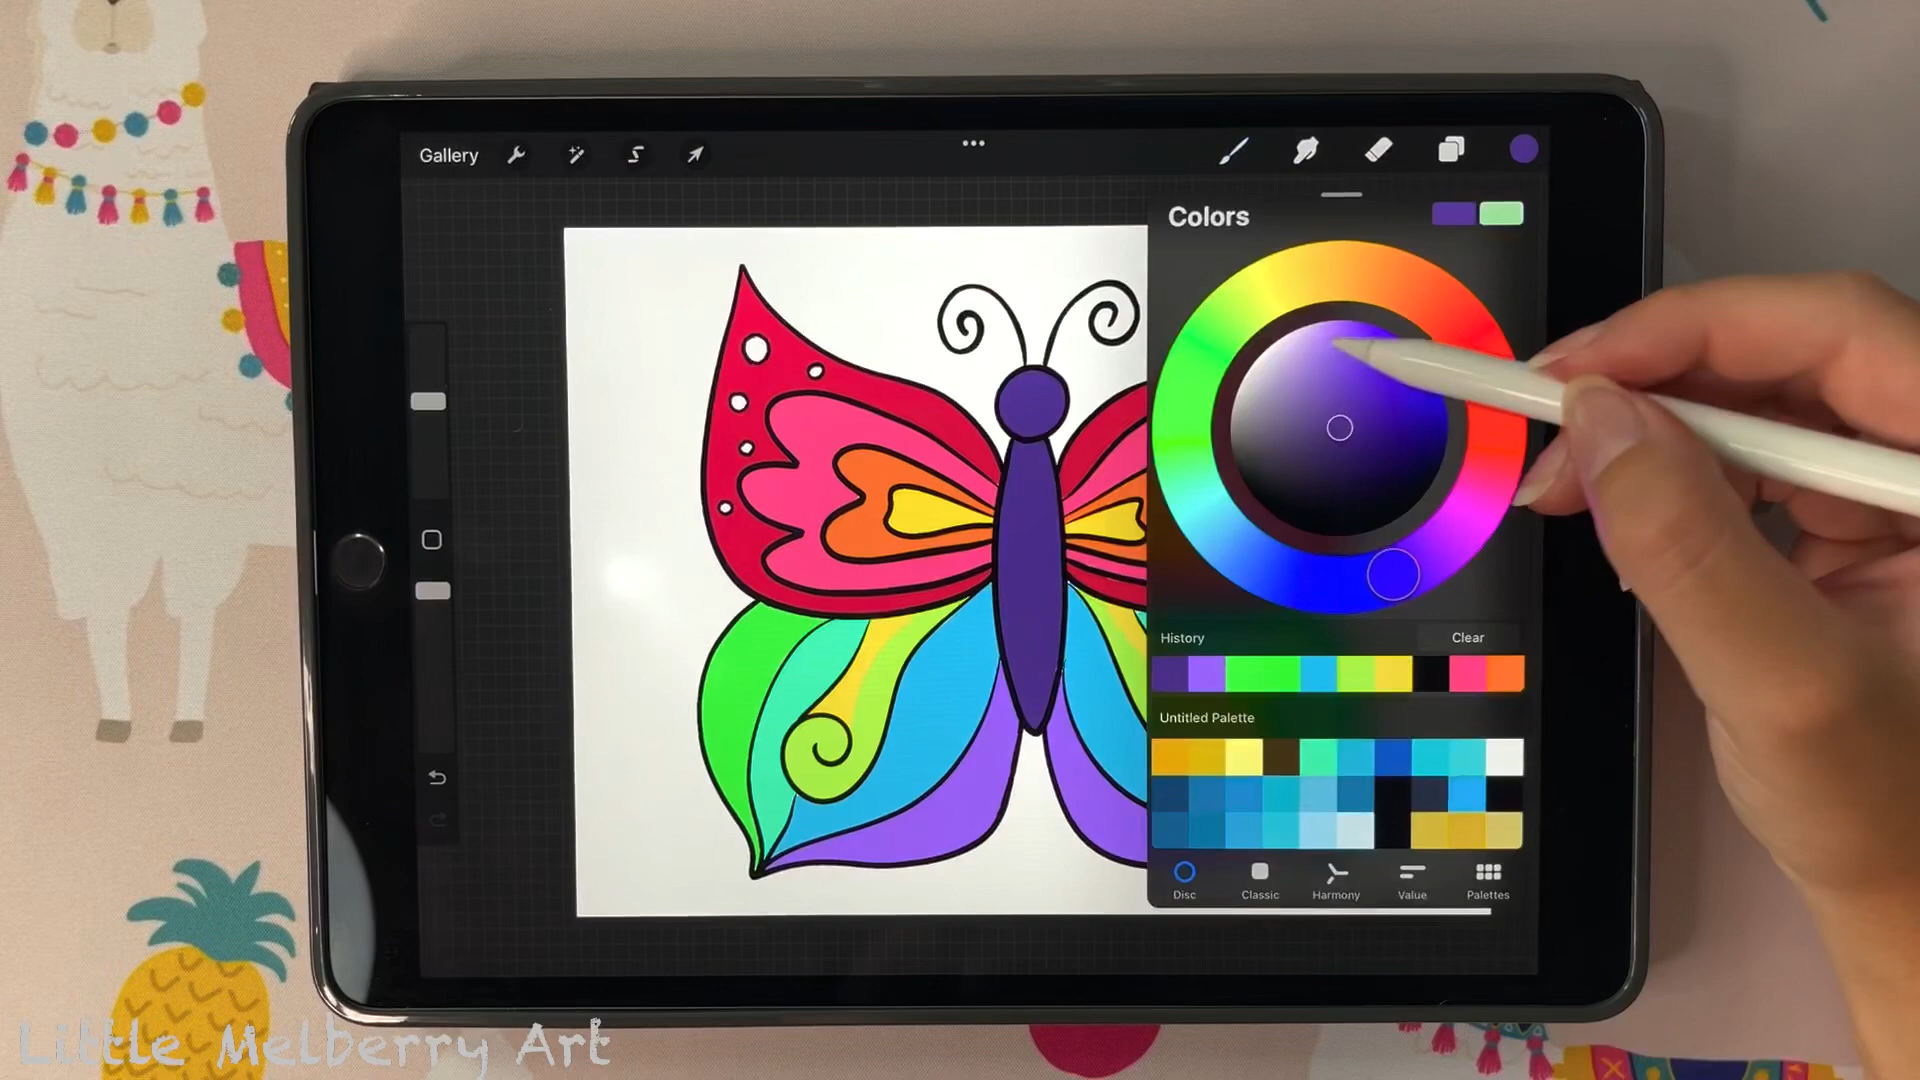 Gallery
Colors
History
Clear
Untitled Palette
Disc
Classic
Harmony
Value
Palettes
Little Melberry Art